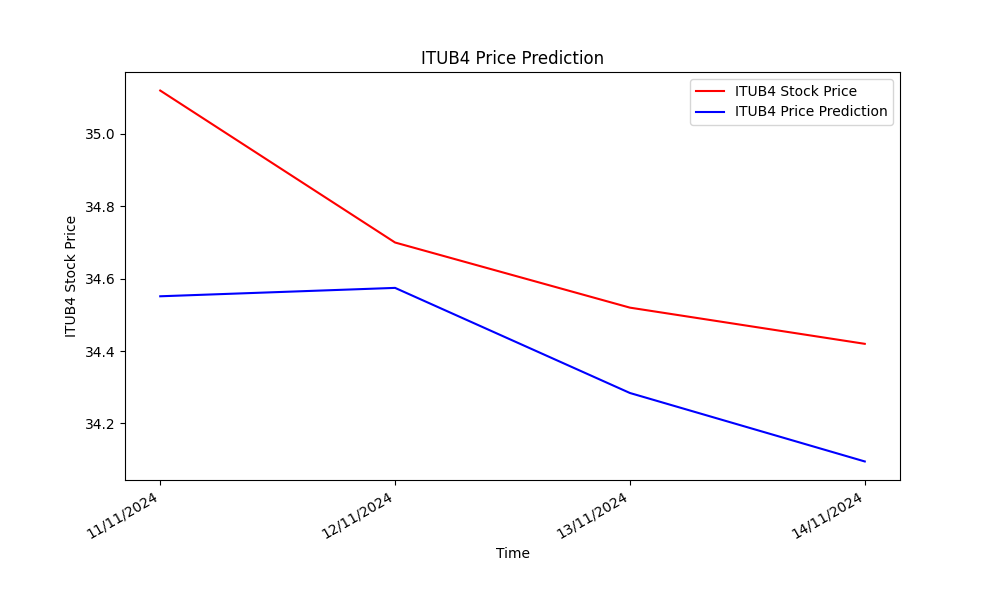 ITUB4 Price Prediction
ITUB4 Stock Price
ITUB4 Price Prediction
35.0
34.8
34.6
34.4
34.2
ITUB4 Stock Price
11/11/2024
12/11/2024
13/11/2024
14/11/2024
Time